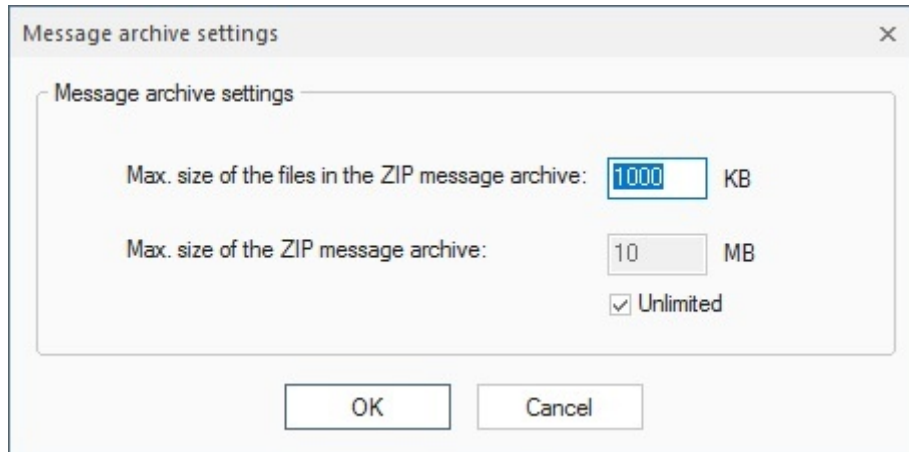 Message archive settings
Message archive settings
Max. size of the files in the ZIP message archive: 1000 KB
Max. size of the ZIP message archive: 10 MB
Unlimited
OK Cancel